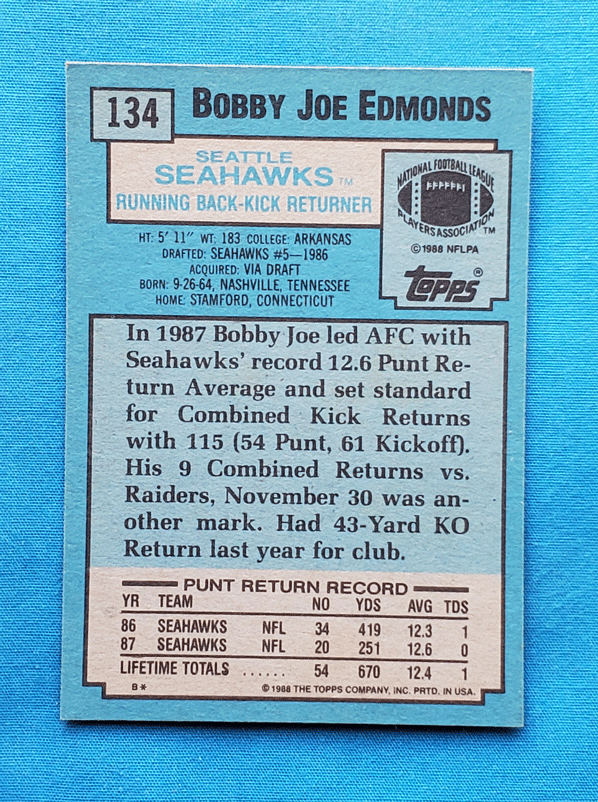 134
BOBBY JOE EDMONDS
SEATTLE
SEAHAWKS™
RUNNING BACK-KICK RETURNER
NATIONAL FOOTBALL LEAGUE
PLAYERS ASSOCIATION™
©1988 NFLPA
TOPPS®
HT: 5' 11" WT: 183 COLLEGE: ARKANSAS
DRAFTED: SEAHAWKS #5—1986
ACQUIRED: VIA DRAFT
BORN: 9-26-64, NASHVILLE, TENNESSEE
HOME: STAMFORD, CONNECTICUT
In 1987 Bobby Joe led AFC with
Seahawks' record 12.6 Punt Re-
turn Average and set standard
for Combined Kick Returns
with 115 (54 Punt, 61 Kickoff).
His 9 Combined Returns vs.
Raiders, November 30 was an-
other mark. Had 43-Yard KO
Return last year for club.
PUNT RETURN RECORD
YR TEAM NO YDS AVG TDS
86 SEAHAWKS NFL 34 419 12.3 1
87 SEAHAWKS NFL 20 251 12.6 0
LIFETIME TOTALS ...... 54 670 12.4 1
B* ©1988 THE TOPPS COMPANY, INC. PRTD. IN USA.